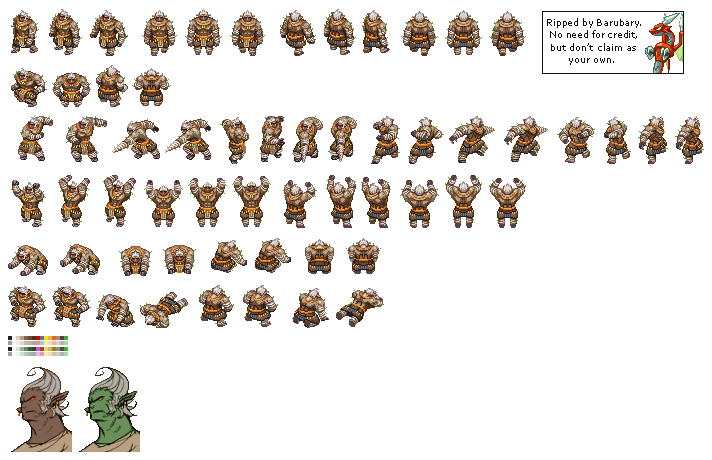 Ripped by Barubary.
No need for credit,
but don't claim as
your own.